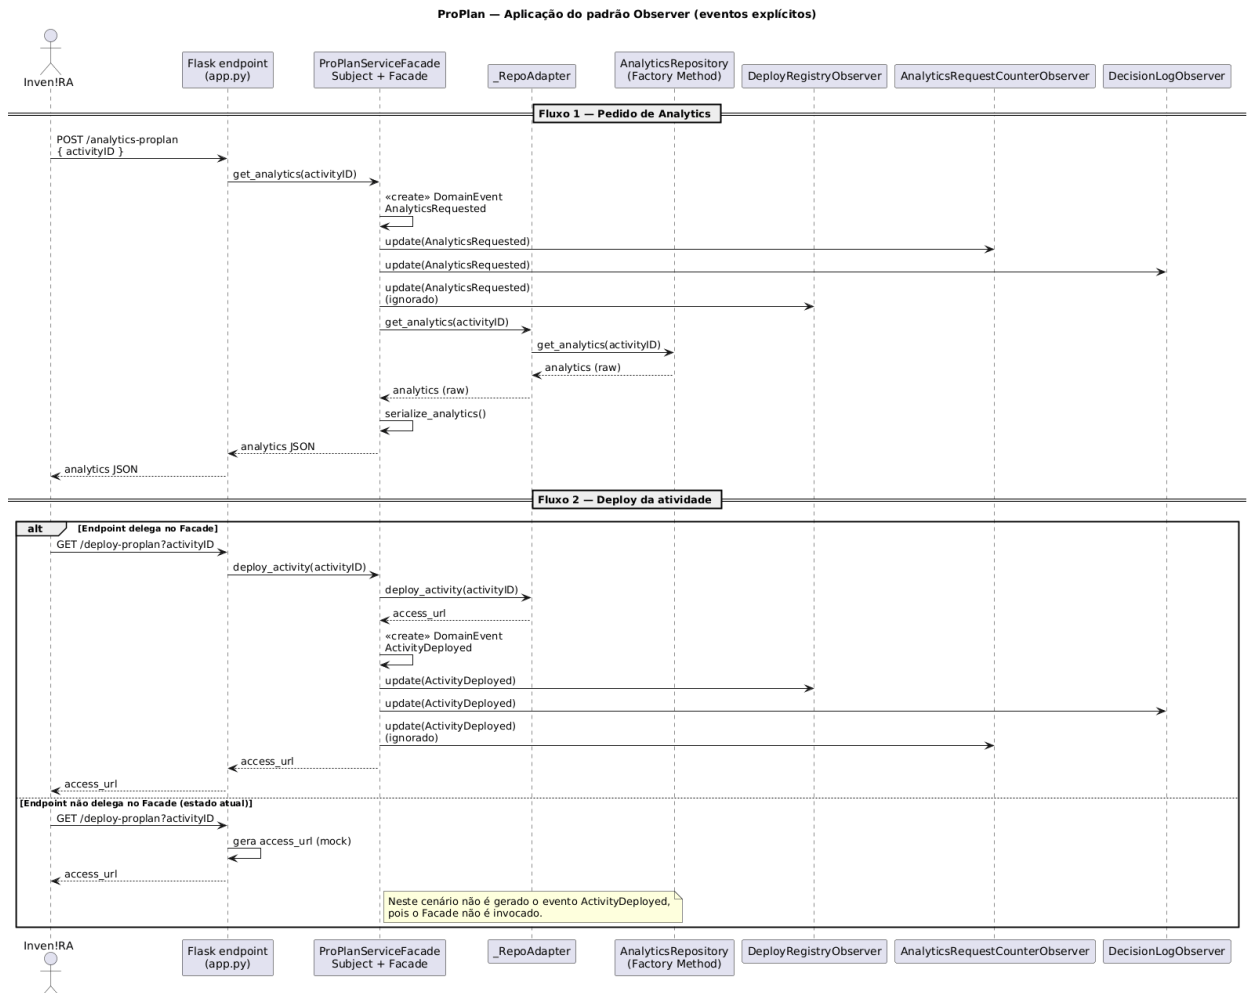 ProPlan — Aplicação do padrão Observer (eventos explícitos)
Inven!RA
Flask endpoint
(app.py)
ProPlanServiceFacade
Subject + Facade
_RepoAdapter
AnalyticsRepository
(Factory Method)
DeployRegistryObserver
AnalyticsRequestCounterObserver
DecisionLogObserver
Fluxo 1 — Pedido de Analytics
POST /analytics-proplan
{ activityID }
get_analytics(activityID)
«create» DomainEvent
AnalyticsRequested
update(AnalyticsRequested)
update(AnalyticsRequested)
update(AnalyticsRequested)
(ignorado)
get_analytics(activityID)
get_analytics(activityID)
analytics (raw)
analytics (raw)
serialize_analytics()
analytics JSON
analytics JSON
Fluxo 2 — Deploy da atividade
alt [Endpoint delega no Facade]
GET /deploy-proplan?activityID
deploy_activity(activityID)
deploy_activity(activityID)
access_url
«create» DomainEvent
ActivityDeployed
update(ActivityDeployed)
update(ActivityDeployed)
update(ActivityDeployed)
(ignorado)
access_url
access_url
[Endpoint não delega no Facade (estado atual)]
GET /deploy-proplan?activityID
gera access_url (mock)
access_url
Neste cenário não é gerado o evento ActivityDeployed,
pois o Facade não é invocado.
Inven!RA
Flask endpoint
(app.py)
ProPlanServiceFacade
Subject + Facade
_RepoAdapter
AnalyticsRepository
(Factory Method)
DeployRegistryObserver
AnalyticsRequestCounterObserver
DecisionLogObserver